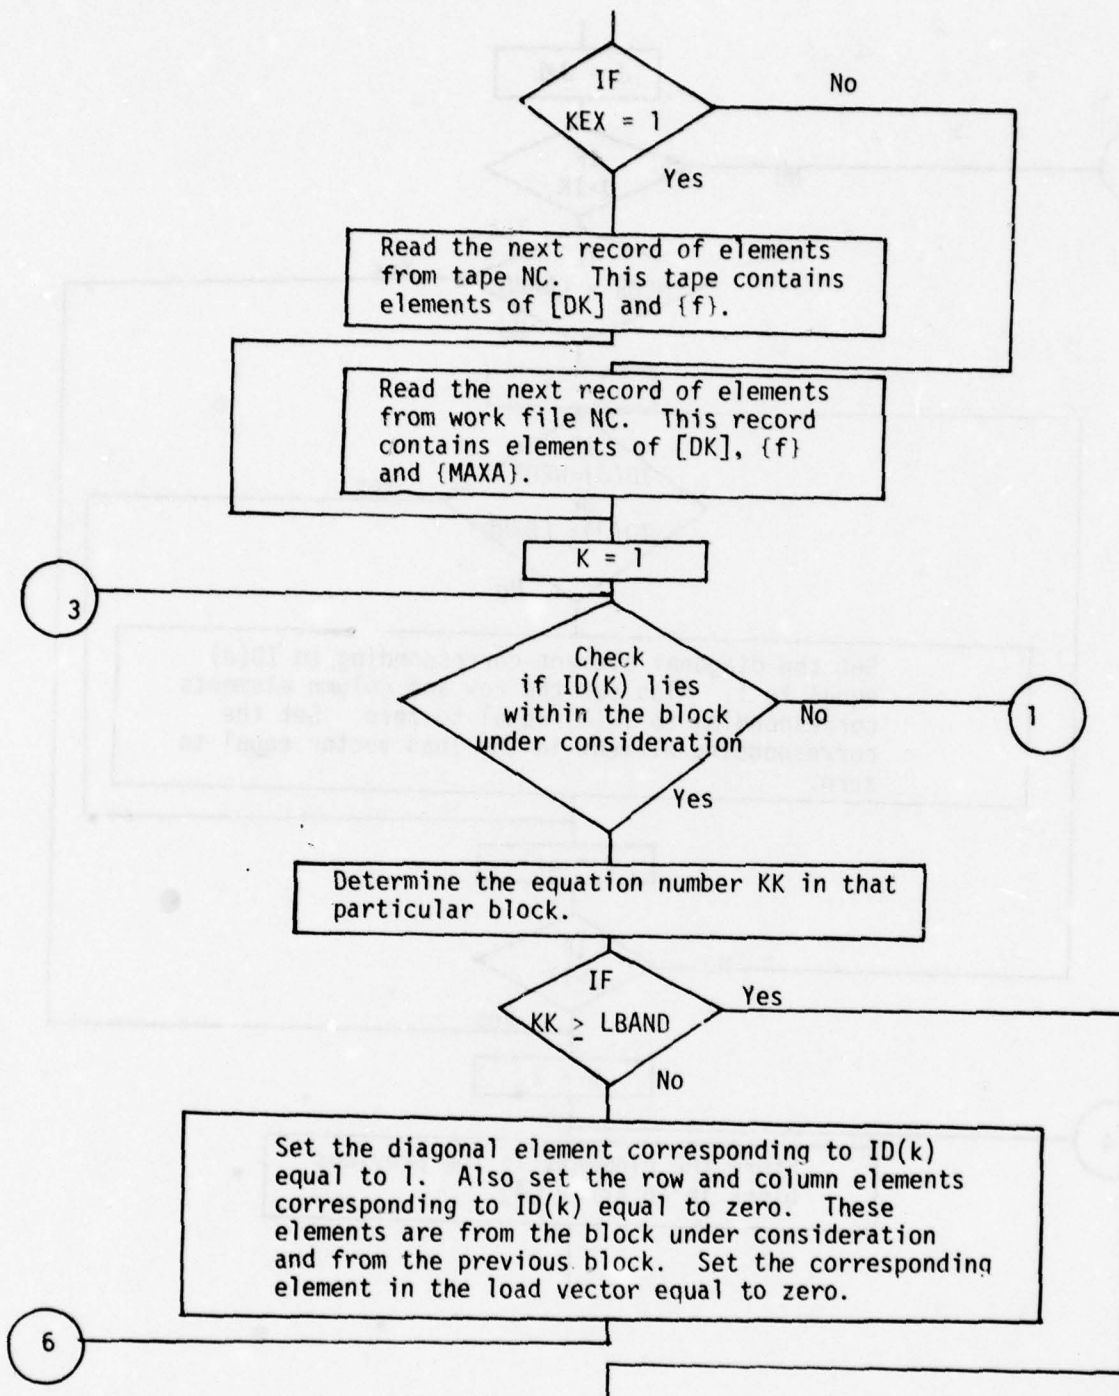 IF
KEX = 1
No
Yes
Read the next record of elements
from tape NC. This tape contains
elements of [DK] and {f}.
Read the next record of elements
from work file NC. This record
contains elements of [DK], {f}
and {MAXA}.
K = 1
3
Check
if ID(K) lies
within the block
under consideration
No
1
Yes
Determine the equation number KK in that
particular block.
IF
KK ≥ LBAND
Yes
No
Set the diagonal element corresponding to ID(k)
equal to 1. Also set the row and column elements
corresponding to ID(k) equal to zero. These
elements are from the block under consideration
and from the previous block. Set the corresponding
element in the load vector equal to zero.
6